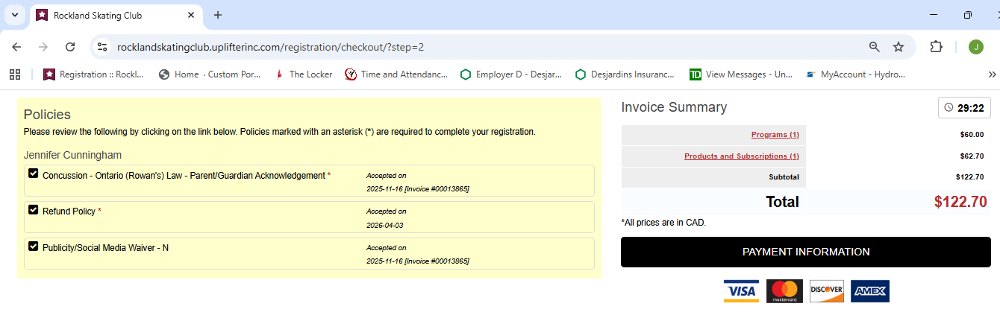 Rockland Skating Club
rocklandskatingclub.uplifterinc.com/registration/checkout/?step=2
J
Registration :: Rockl...
Home · Custom Por...
The Locker
Time and Attendanc...
Employer D - Desjar...
Desjardins Insuranc...
TD
View Messages - Un...
MyAccount - Hydro...
Policies
Please review the following by clicking on the link below. Policies marked with an asterisk (*) are required to complete your registration.
Jennifer Cunningham
Concussion - Ontario (Rowan's) Law - Parent/Guardian Acknowledgement *
Accepted on
2025-11-16 [Invoice #00013865]
Refund Policy *
Accepted on
2026-04-03
Publicity/Social Media Waiver - N
Accepted on
2025-11-16 [Invoice #00013865]
Invoice Summary
29:22
Programs (1) $60.00
Products and Subscriptions (1) $62.70
Subtotal $122.70
Total $122.70
*All prices are in CAD.
PAYMENT INFORMATION
VISA
mastercard
DISCOVER
AMEX